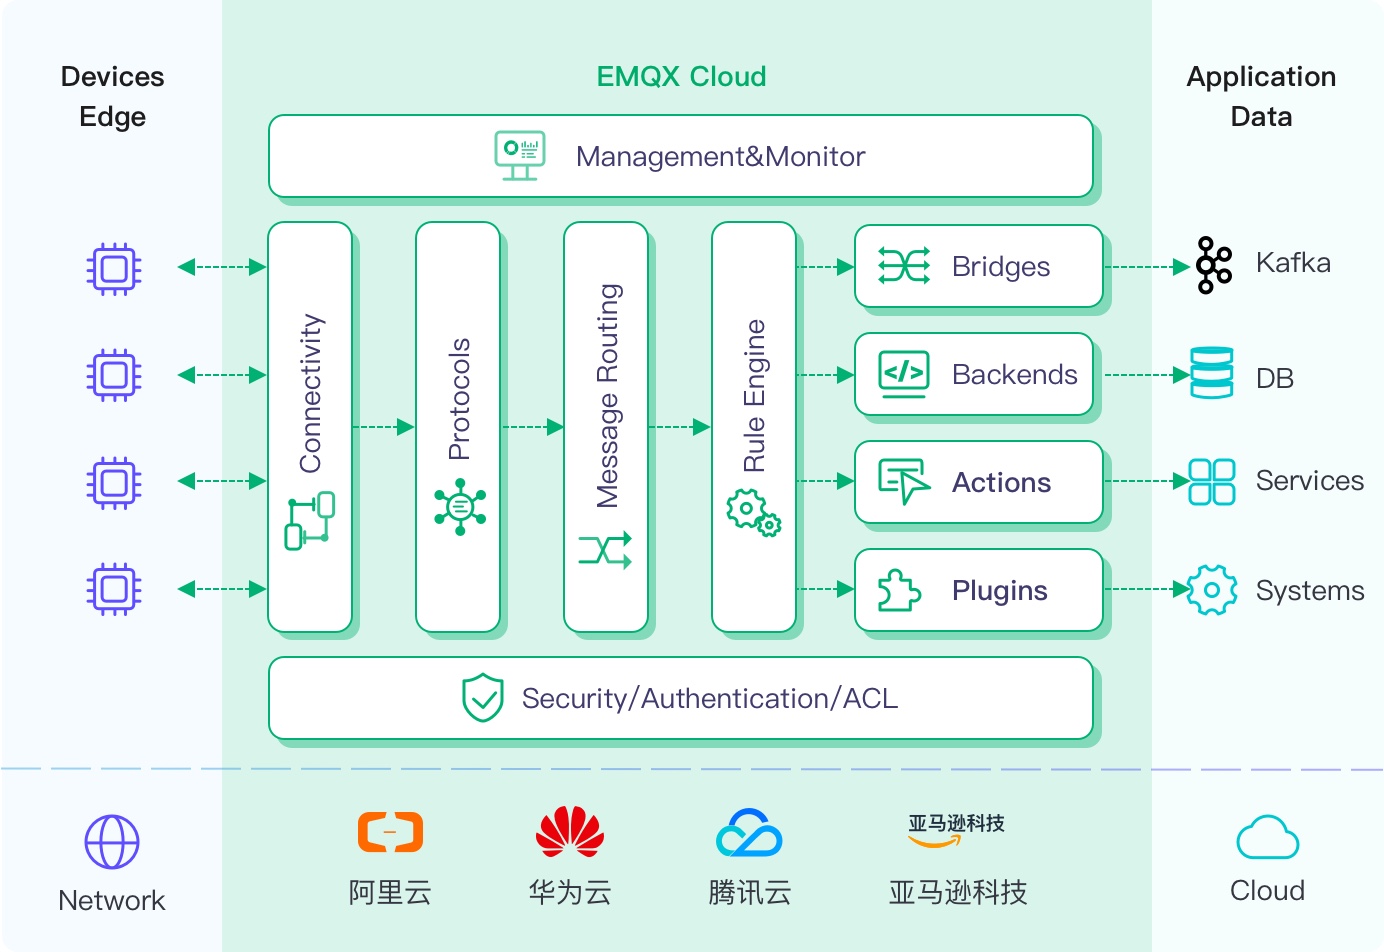 Devices
Edge
EMQX Cloud
Application
Data
Management&Monitor
Connectivity
Protocols
Message Routing
Rule Engine
Bridges
Kafka
Backends
DB
Actions
Services
Plugins
Systems
Security/Authentication/ACL
亚马逊科技
Network
阿里云
华为云
腾讯云
亚马逊科技
Cloud